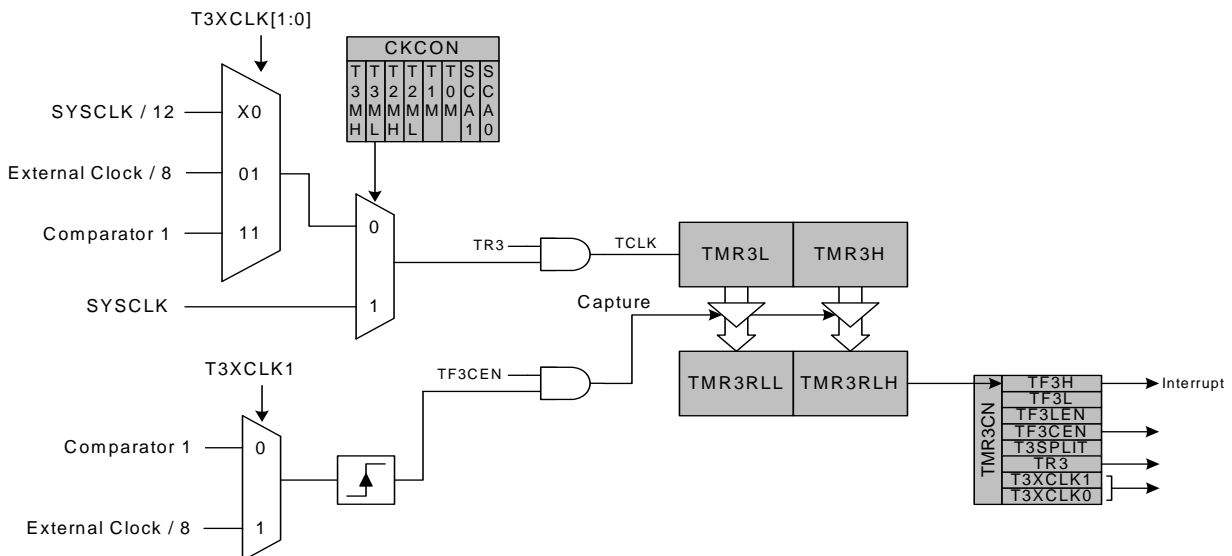 T3XCLK[1:0]
CKCON
T3MH
T3ML
T2MH
T2ML
T1M
T0M
SCA1
SCA0
SYSCLK / 12
X0
External Clock / 8
01
Comparator 1
11
0
SYSCLK
1
TR3
TCLK
TMR3L
TMR3H
Capture
TF3CEN
TMR3RLL
TMR3RLH
T3XCLK1
Comparator 1
0
External Clock / 8
1
TMR3CN
TF3H
TF3L
TF3LEN
TF3CEN
T3SPLIT
TR3
T3XCLK1
T3XCLK0
Interrupt